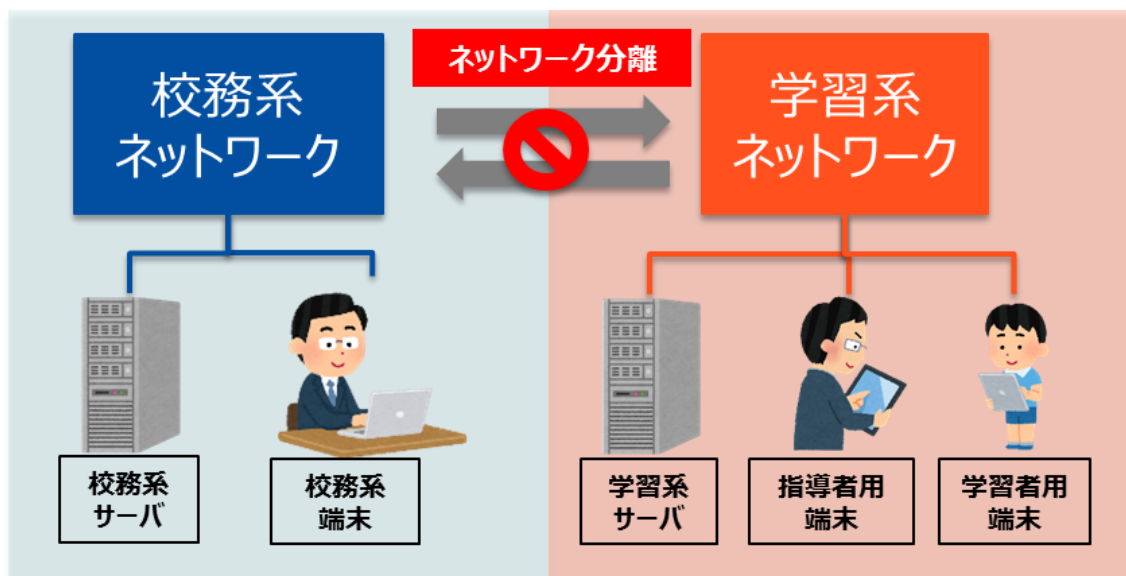 ネットワーク分離
校務系
ネットワーク
学習系
ネットワーク
校務系
サーバ
校務系
端末
学習系
サーバ
指導者用
端末
学習者用
端末